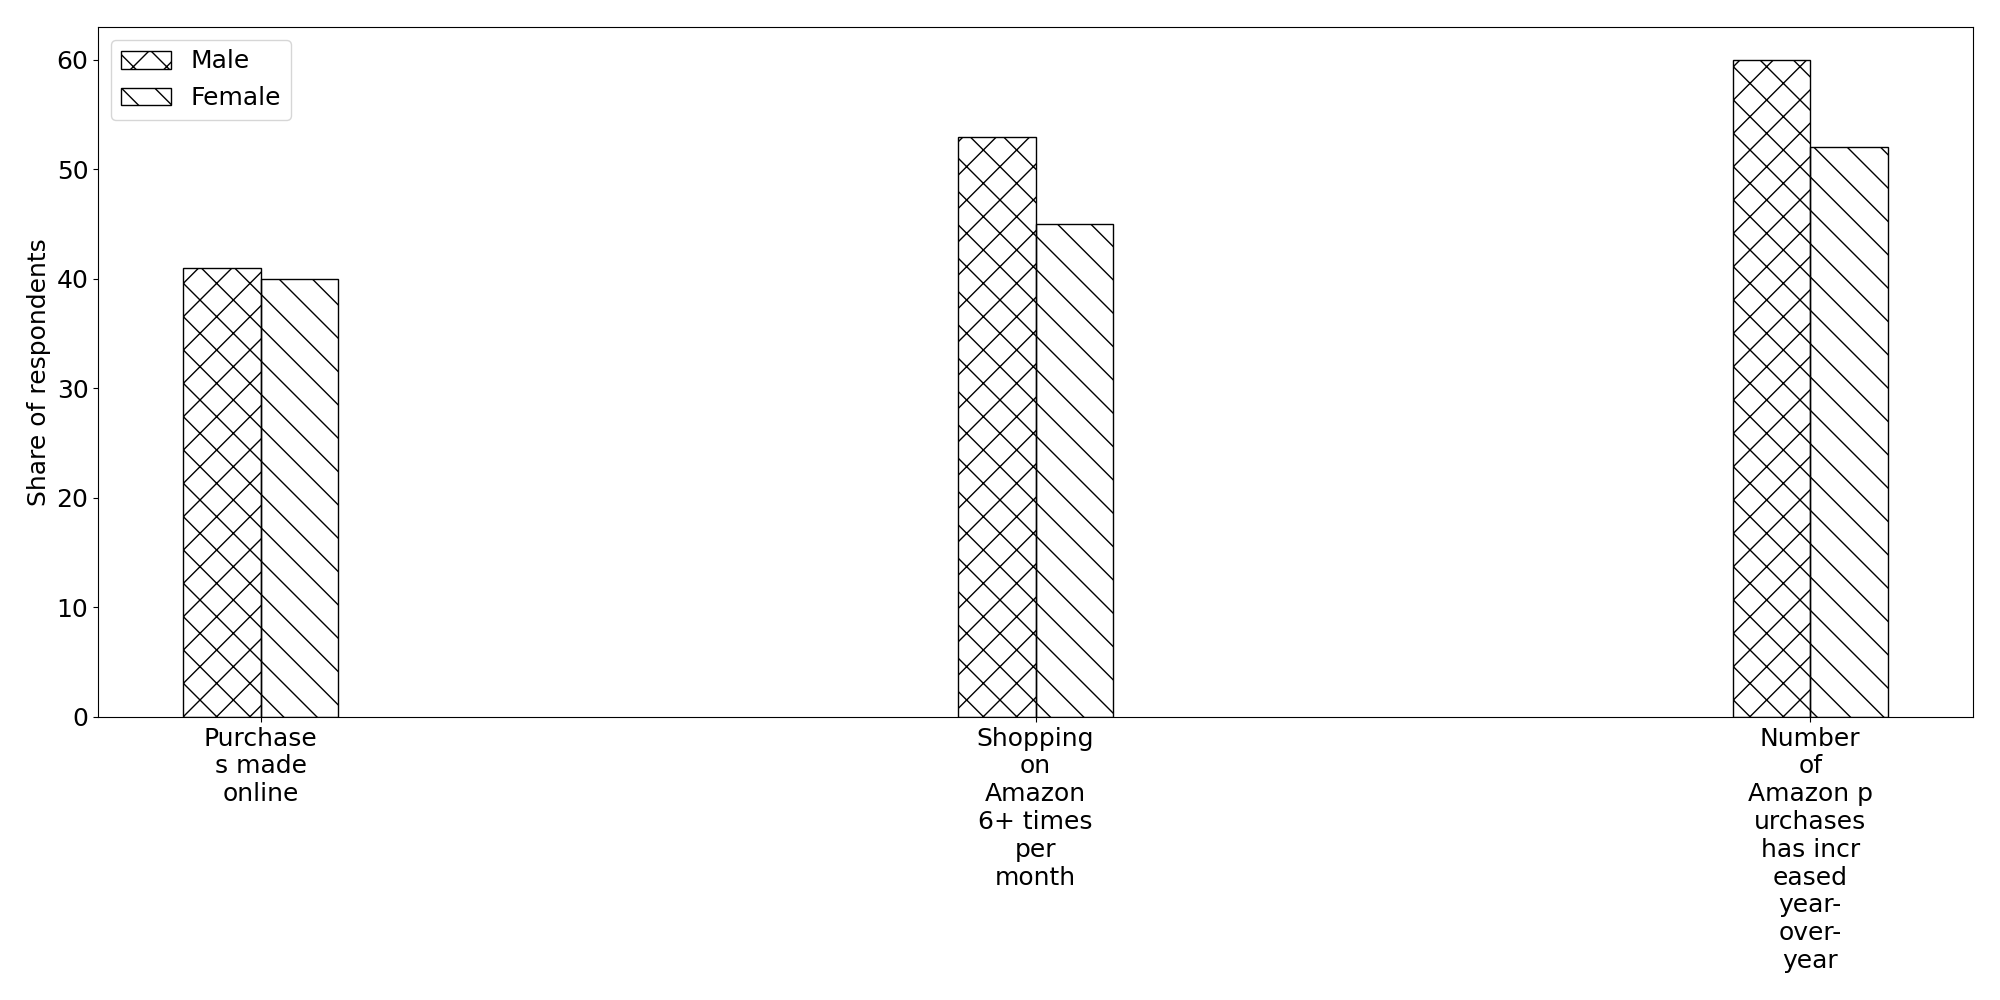 Male
Female
Share of respondents
60
50
40
30
20
10
0
Purchase
s made
online
Shopping
on
Amazon
6+ times
per
month
Number
of
Amazon p
urchases
has incr
eased
year-
over-
year